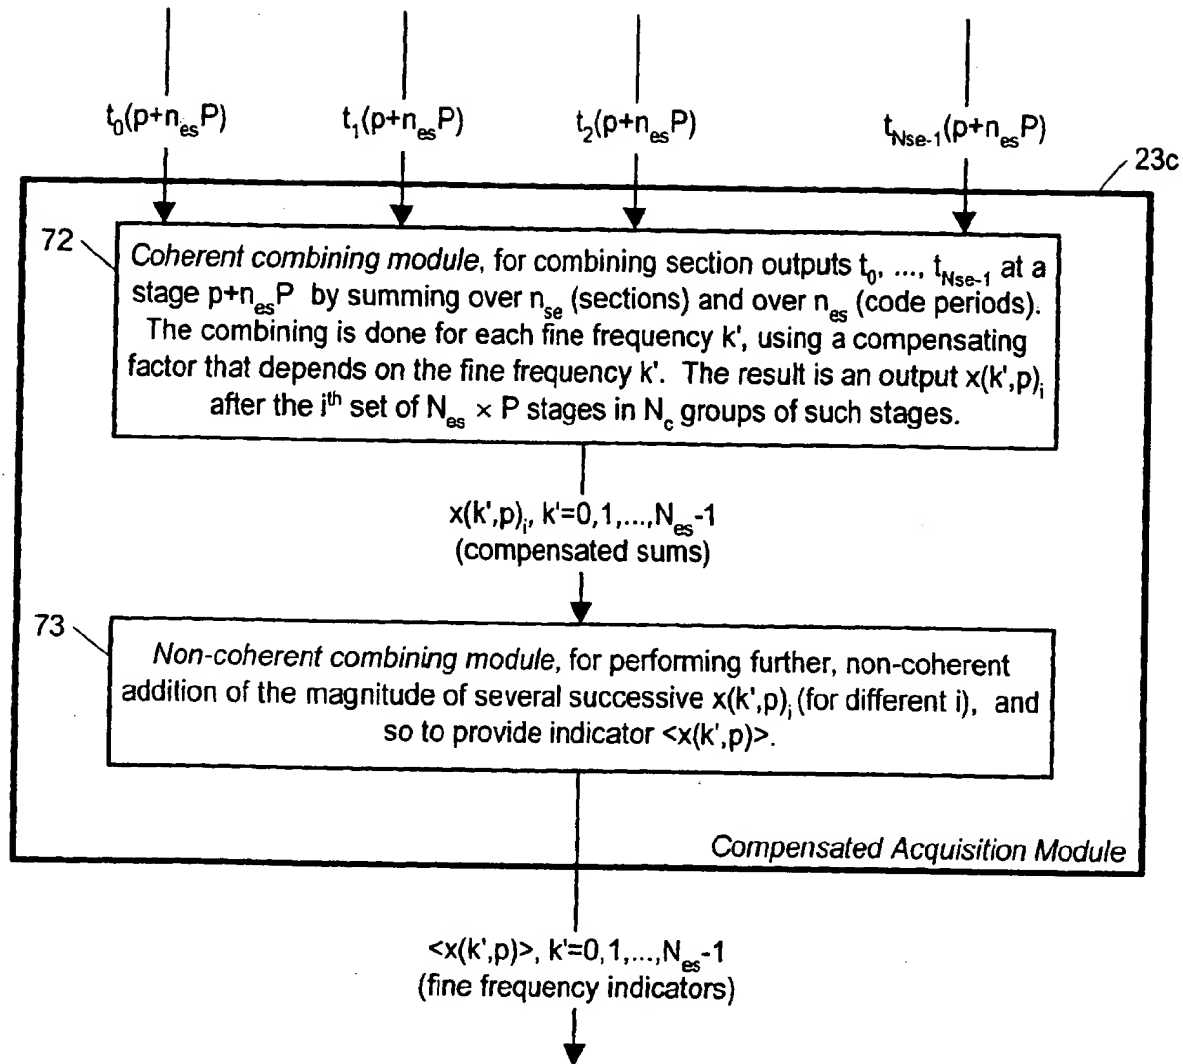 t₀(p+nₑₛP)
t₁(p+nₑₛP)
t₂(p+nₑₛP)
t_Nse-1(p+nₑₛP)
23c
72
Coherent combining module, for combining section outputs t₀, ..., t_Nse-1 at a
stage p+nₑₛP by summing over nₛₑ (sections) and over nₑₛ (code periods).
The combining is done for each fine frequency k', using a compensating
factor that depends on the fine frequency k'. The result is an output x(k',p)ᵢ
after the iᵗʰ set of Nₑₛ × P stages in N_c groups of such stages.
x(k',p)ᵢ, k'=0,1,...,Nₑₛ-1
(compensated sums)
73
Non-coherent combining module, for performing further, non-coherent
addition of the magnitude of several successive x(k',p)ᵢ (for different i), and
so to provide indicator <x(k',p)>.
Compensated Acquisition Module
<x(k',p)>, k'=0,1,...,Nₑₛ-1
(fine frequency indicators)